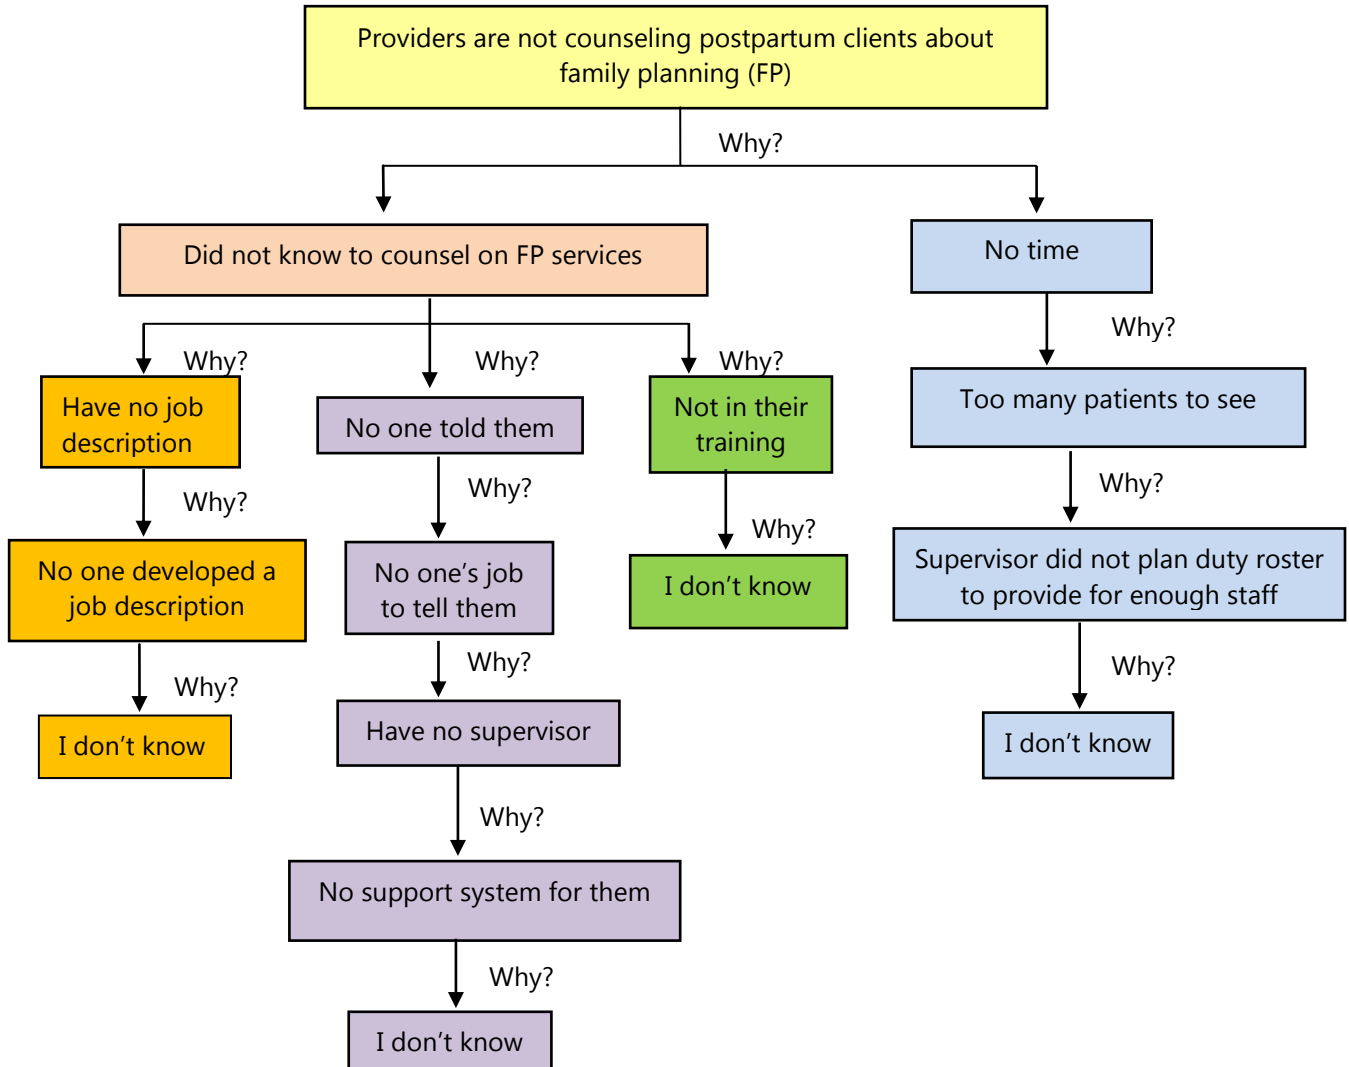 Providers are not counseling postpartum clients about
family planning (FP)
Why?
Did not know to counsel on FP services
No time
Why?
Why?
Why?
Why?
Have no job
description
No one told them
Not in their
training
Too many patients to see
Why?
Why?
Why?
Why?
No one developed a
job description
No one's job
to tell them
I don't know
Supervisor did not plan duty roster
to provide for enough staff
Why?
Why?
Why?
I don't know
Have no supervisor
I don't know
Why?
No support system for them
Why?
I don't know